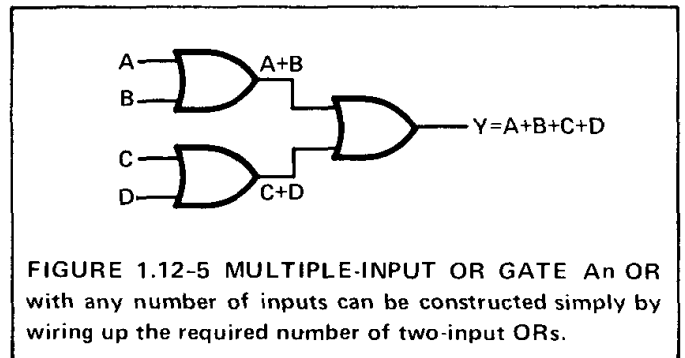 A
A+B
B
Y=A+B+C+D
C
D
C+D
FIGURE 1.12-5 MULTIPLE-INPUT OR GATE An OR
with any number of inputs can be constructed simply by
wiring up the required number of two-input ORs.